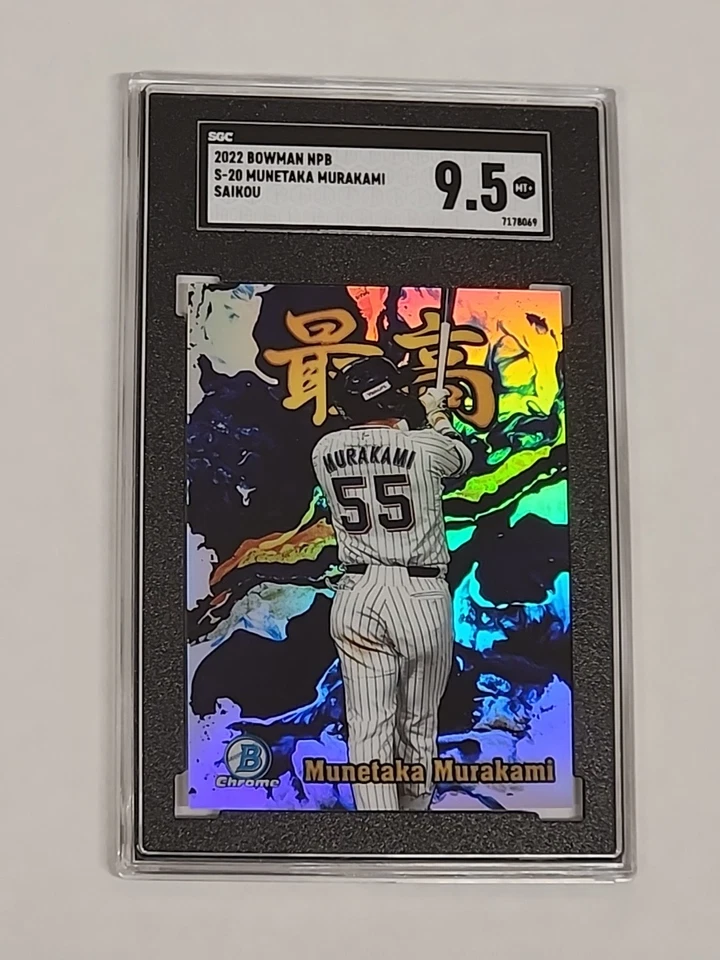 SGC
2022 BOWMAN NPB
S-20 MUNETAKA MURAKAMI
SAIKOU
9.5 MT+
7178069
最高
MURAKAMI
55
B
Chrome
Munetaka Murakami